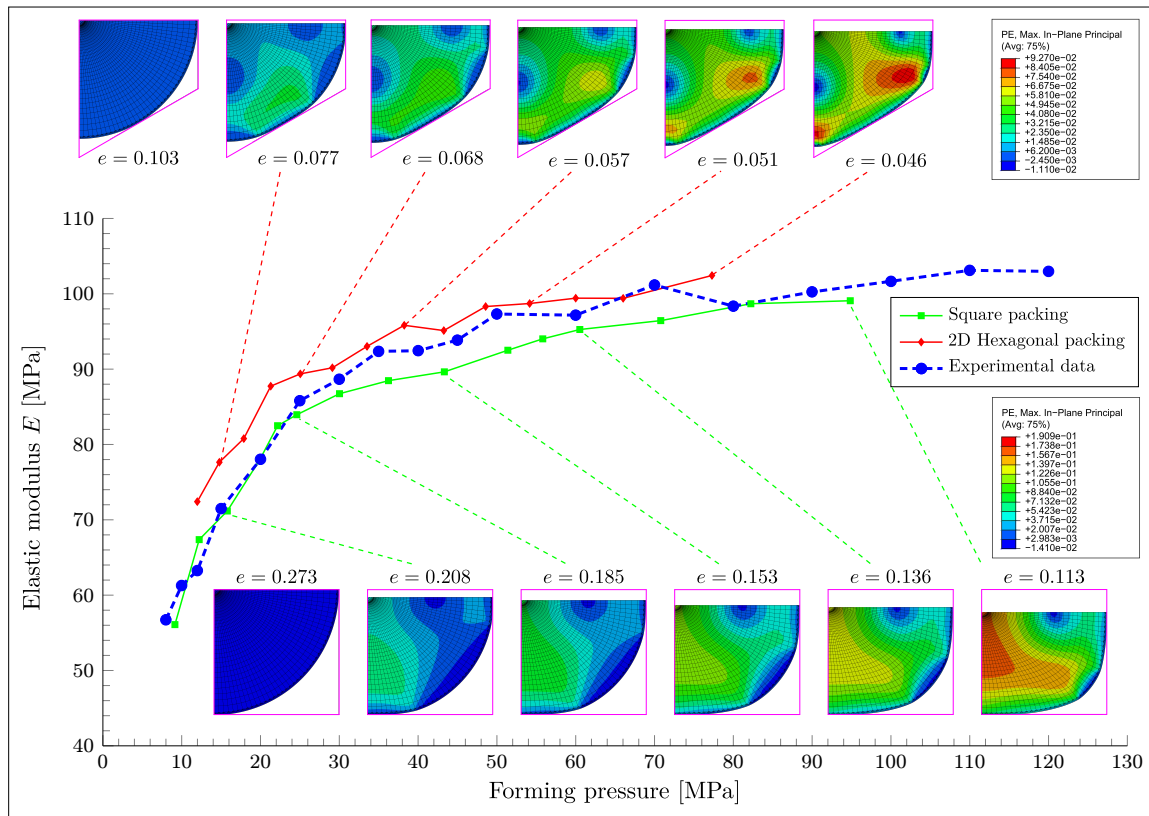 PE, Max. In-Plane Principal
(Avg: 75%)
+9.270e−02
+8.405e−02
+7.540e−02
+6.675e−02
+5.810e−02
+4.945e−02
+4.080e−02
+3.215e−02
+2.350e−02
+1.485e−02
+6.200e−03
−2.450e−03
−1.110e−02
e = 0.103
e = 0.077
e = 0.068
e = 0.057
e = 0.051
e = 0.046
110
100
90
80
70
60
50
40
Elastic modulus E [MPa]
Square packing
2D Hexagonal packing
Experimental data
PE, Max. In-Plane Principal
(Avg: 75%)
+1.909e−01
+1.738e−01
+1.567e−01
+1.397e−01
+1.226e−01
+1.055e−01
+8.840e−02
+7.132e−02
+5.423e−02
+3.715e−02
+2.007e−02
+2.983e−03
−1.410e−02
e = 0.273
e = 0.208
e = 0.185
e = 0.153
e = 0.136
e = 0.113
0 10 20 30 40 50 60 70 80 90 100 110 120 130
Forming pressure [MPa]